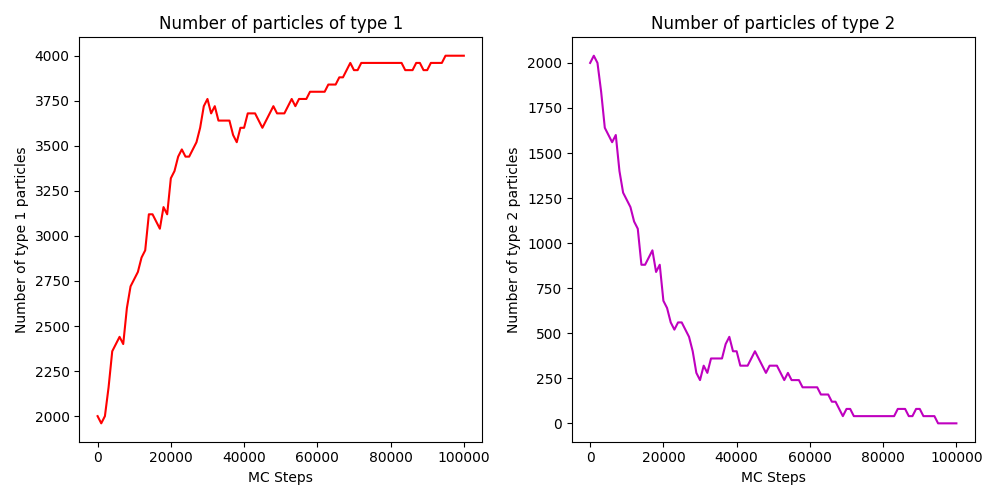 Number of particles of type 1
Number of type 1 particles
4000
3750
3500
3250
3000
2750
2500
2250
2000
0 20000 40000 60000 80000 100000
MC Steps
Number of particles of type 2
Number of type 2 particles
2000
1750
1500
1250
1000
750
500
250
0
0 20000 40000 60000 80000 100000
MC Steps